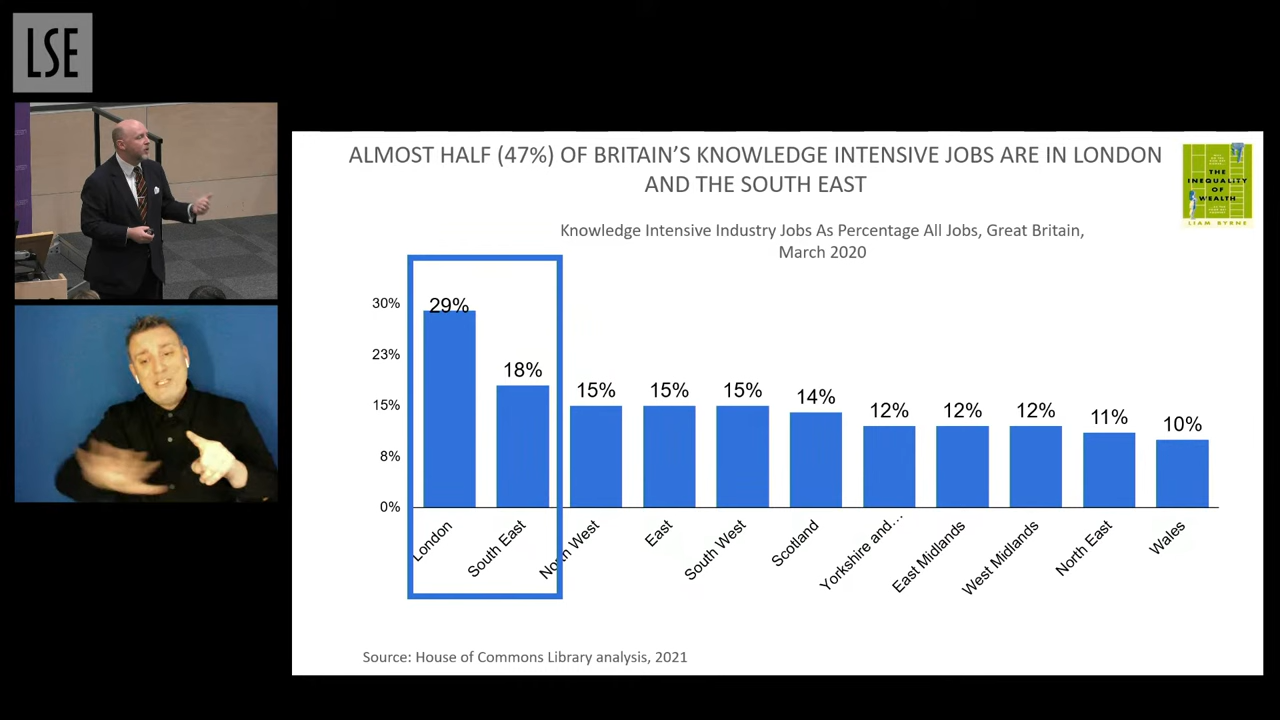 LSE
ALMOST HALF (47%) OF BRITAIN'S KNOWLEDGE INTENSIVE JOBS ARE IN LONDON
AND THE SOUTH EAST
THE
INEQUALITY
OF
WEALTH
LIAM BYRNE
Knowledge Intensive Industry Jobs As Percentage All Jobs, Great Britain,
March 2020
30%
23%
15%
8%
0%
29%
18%
15%
15%
15%
14%
12%
12%
12%
11%
10%
London
South East
North West
East
South West
Scotland
Yorkshire and…
East Midlands
West Midlands
North East
Wales
Source: House of Commons Library analysis, 2021